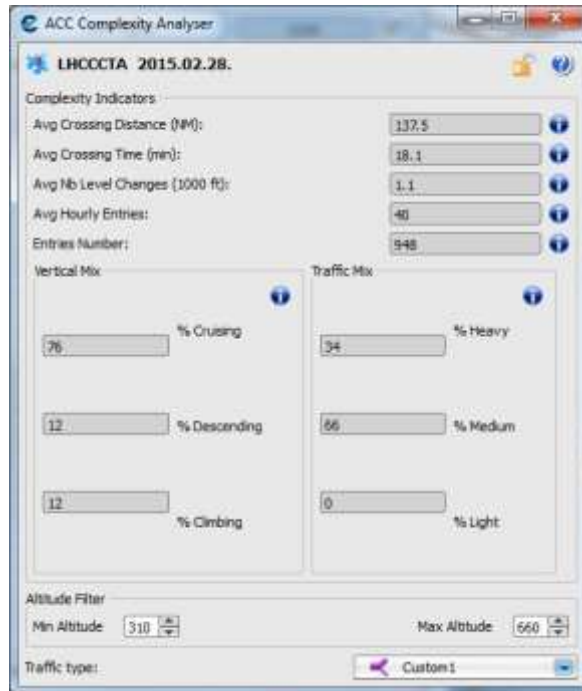 ACC Complexity Analyser
LHCCCTA 2015.02.28.
Complexity Indicators
Avg Crossing Distance (NM): 137.5
Avg Crossing Time (min): 18.1
Avg Nb Level Changes (1000 ft): 1.1
Avg Hourly Entries: 40
Entries Number: 948
Vertical Mix
76 % Cruising
12 % Descending
12 % Climbing
Traffic Mix
34 % Heavy
66 % Medium
0 % Light
Altitude Filter
Min Altitude 310 Max Altitude 660
Traffic type: Custom1